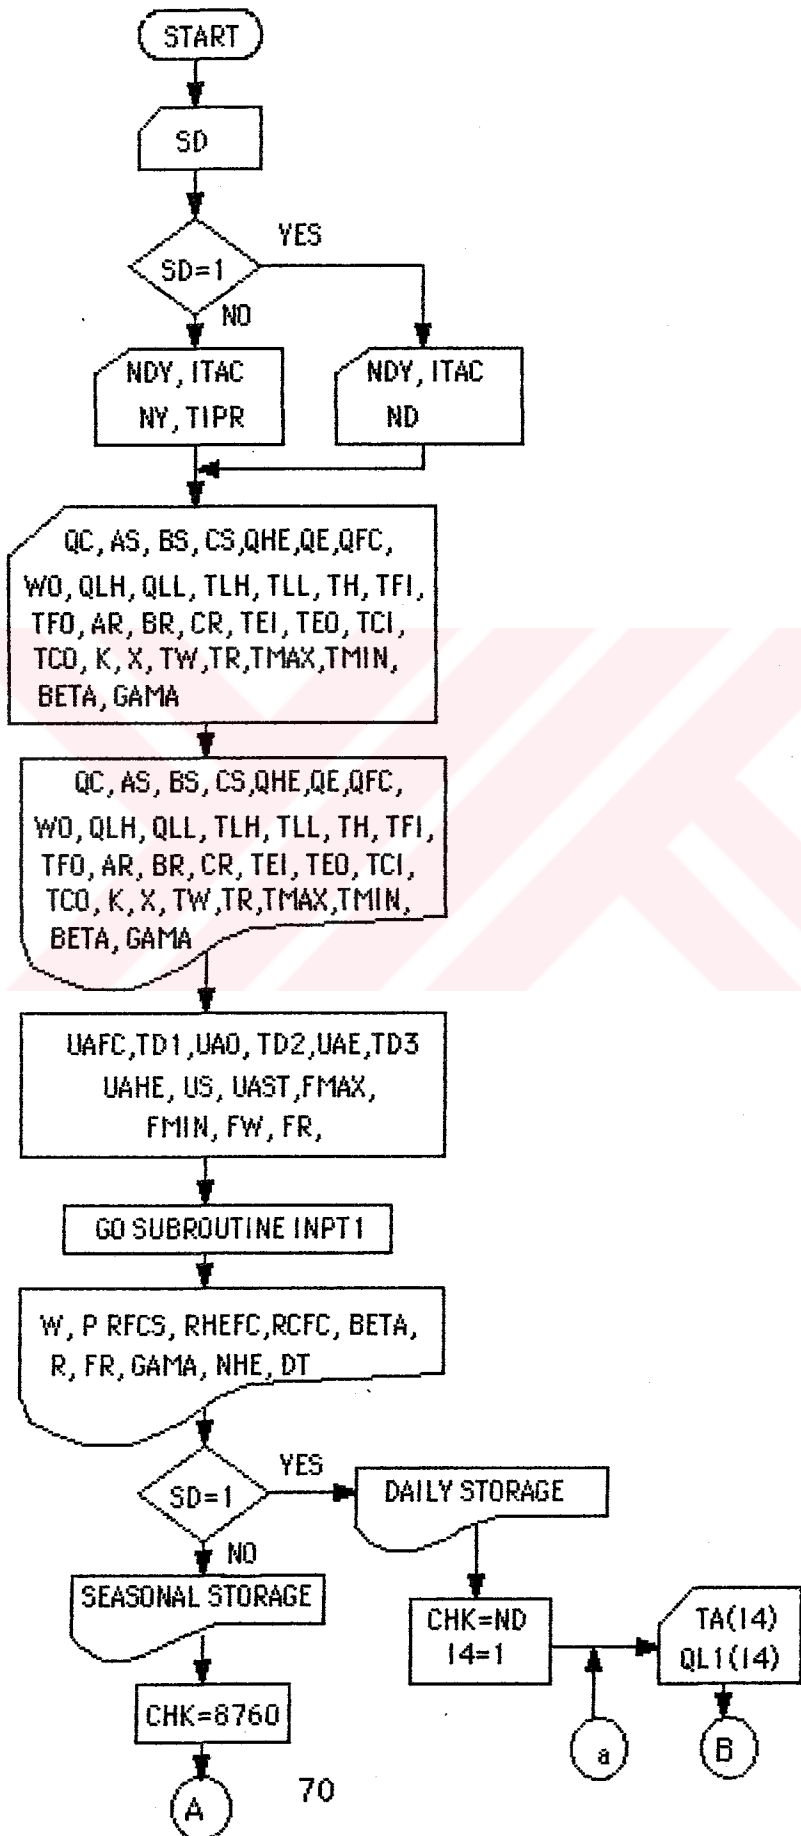 START
SD
YES
SD=1
NO
NDY, ITAC
NY, TIPR
NDY, ITAC
ND
QC, AS, BS, CS,QHE,QE,QFC,
WO, QLH, QLL, TLH, TLL, TH, TFI,
TFO, AR, BR, CR, TEI, TEO, TCI,
TCO, K, X, TW,TR,TMAX,TMIN,
BETA, GAMA
QC, AS, BS, CS,QHE,QE,QFC,
WO, QLH, QLL, TLH, TLL, TH, TFI,
TFO, AR, BR, CR, TEI, TEO, TCI,
TCO, K, X, TW,TR,TMAX,TMIN,
BETA, GAMA
UAFC,TD1,UAO, TD2,UAE,TD3
UAHE, US, UAST,FMAX,
FMIN, FW, FR,
GO SUBROUTINE INPT1
W, P RFCS, RHEFC,RCFC, BETA,
R, FR, GAMA, NHE, DT
YES
SD=1
DAILY STORAGE
NO
SEASONAL STORAGE
CHK=ND
I4=1
TA(I4)
QL1(I4)
CHK=8760
a
B
A
70